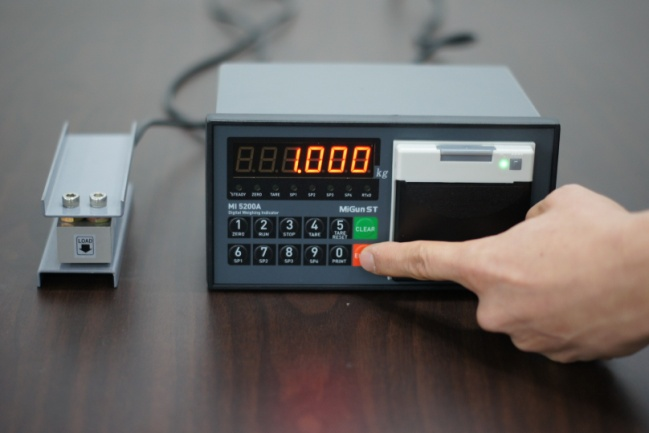 1.000
kg
STEADY ZERO TARE SP1 SP2 SP3 SP4
MI 5200A
Digital Weighing Indicator
MiGun ST
1 2 3 4 5 CLEAR
ZERO RUN STOP TARE TARE RESET
6 7 8 9 0
SP1 SP2 SP3 SP4 PRINT
LOAD